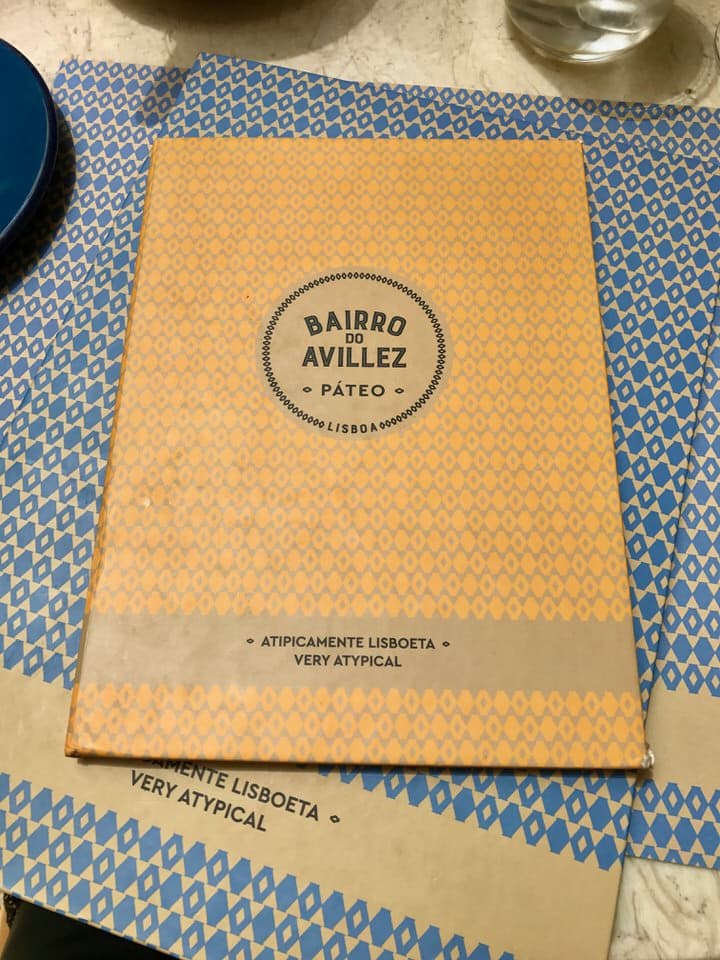 BAIRRO
DO
AVILLEZ
PÁTEO
LISBOA
ATIPICAMENTE LISBOETA
VERY ATYPICAL
AMENTE LISBOETA
VERY ATYPICAL